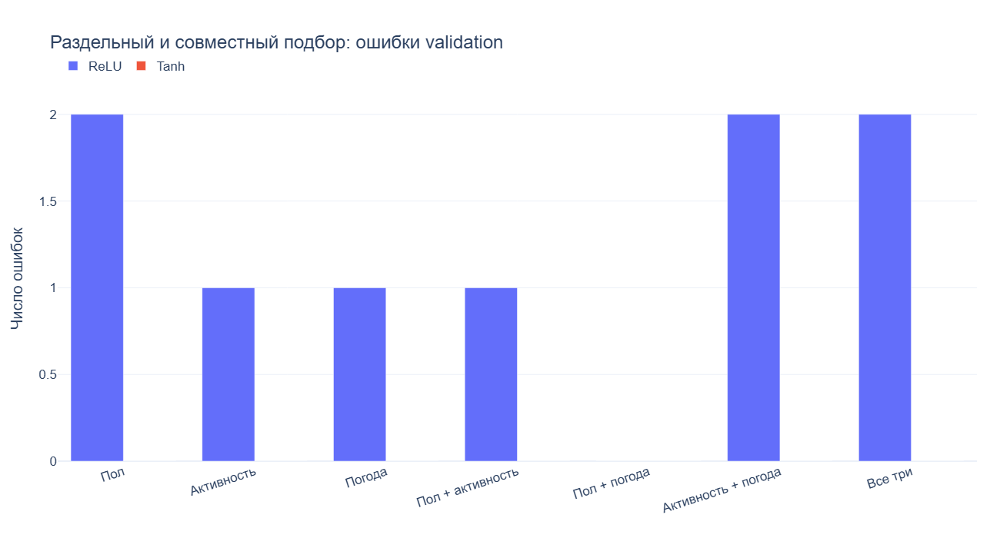 Раздельный и совместный подбор: ошибки validation
ReLU Tanh
Число ошибок
2
1.5
1
0.5
0
Пол
Активность
Погода
Пол + активность
Пол + погода
Активность + погода
Все три